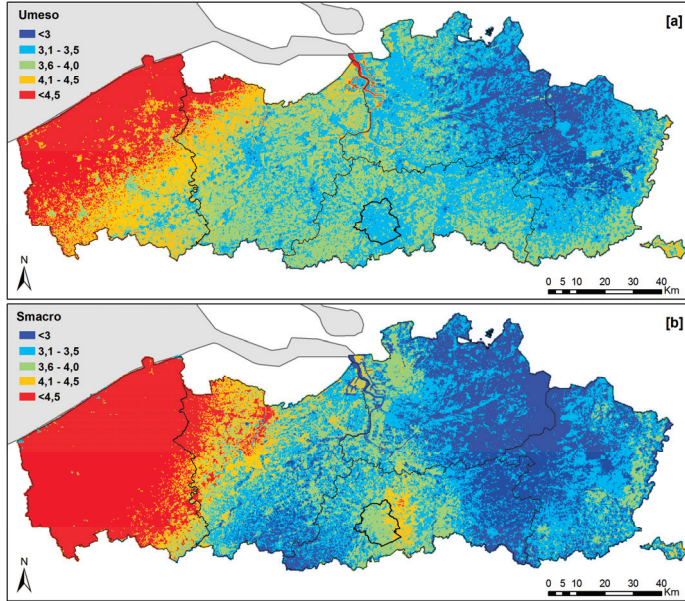 Umeso
[a]
<3
3,1 - 3,5
3,6 - 4,0
4,1 - 4,5
<4,5
N
0 5 10 20 30 40
Km
Smacro
[b]
<3
3,1 - 3,5
3,6 - 4,0
4,1 - 4,5
<4,5
N
0 5 10 20 30 40
Km